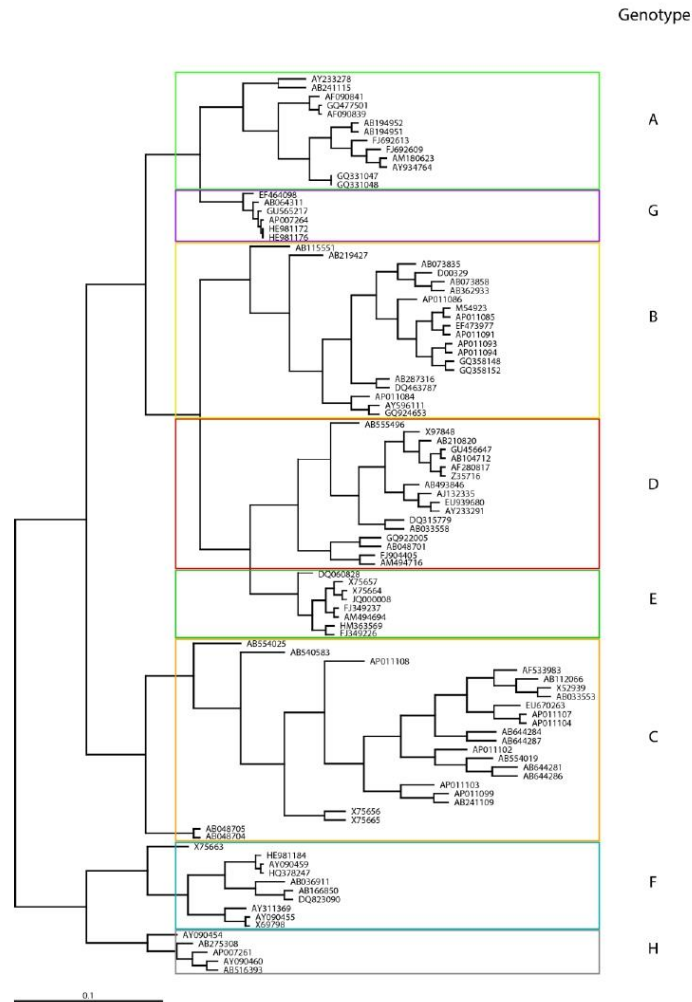 Genotype
AY233278
AB241115
AF090841
GQ477501
AF090839
A
AB194952
AB194951
FJ692613
FJ692609
AM180623
AY934764
GQ331047
GQ331048
EF464098
AB064311
GU565217
G
AP007264
HE981172
HE981176
AB115551
AB219427
AB073835
D00329
AB073858
AB362933
AP011086
M54923
B
AP011085
EF473977
AP011091
AP011093
AP011094
GQ358148
GQ358152
AB287316
DQ463787
AP011084
AY596111
GQ924653
AB555496
X97848
AB210820
GU456647
AB104712
AF280817
Z35716
D
AB493846
AJ132335
EU939680
AY233291
DQ315779
AB033558
GQ922005
AB048701
FJ904405
AM494716
DQ060828
X75657
X75664
JQ000008
E
FJ349237
AM494694
HM363569
FJ349226
AB554025
AB540583
AP011108
AF533983
AB112066
X52939
AB033553
EU670263
AP011107
AP011104
AB644284
C
AB644287
AP011102
AB554019
AB644281
AB644286
AP011103
AP011099
AB241109
X75656
X75665
AB048705
AB048704
X75663
HE981184
AY090459
HQ378247
AB036911
F
AB166850
DQ823090
AY311369
AY090455
X69798
AY090454
AB275308
H
AP007261
AY090460
AB516393
0.1